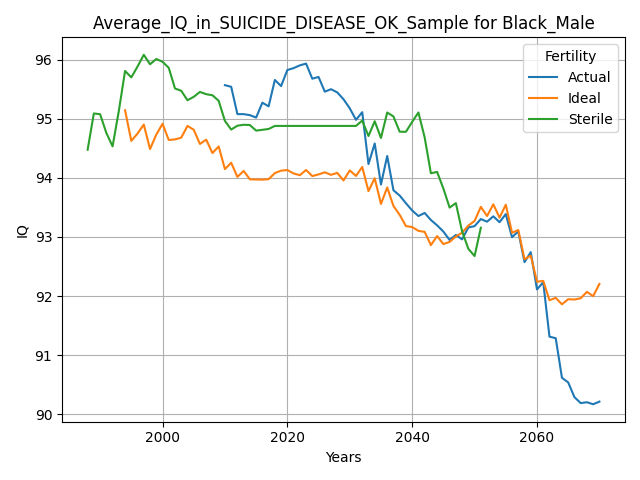 Average_IQ_in_SUICIDE_DISEASE_OK_Sample for Black_Male
Fertility
Actual
Ideal
Sterile
IQ
96
95
94
93
92
91
90
2000
2020
2040
2060
Years